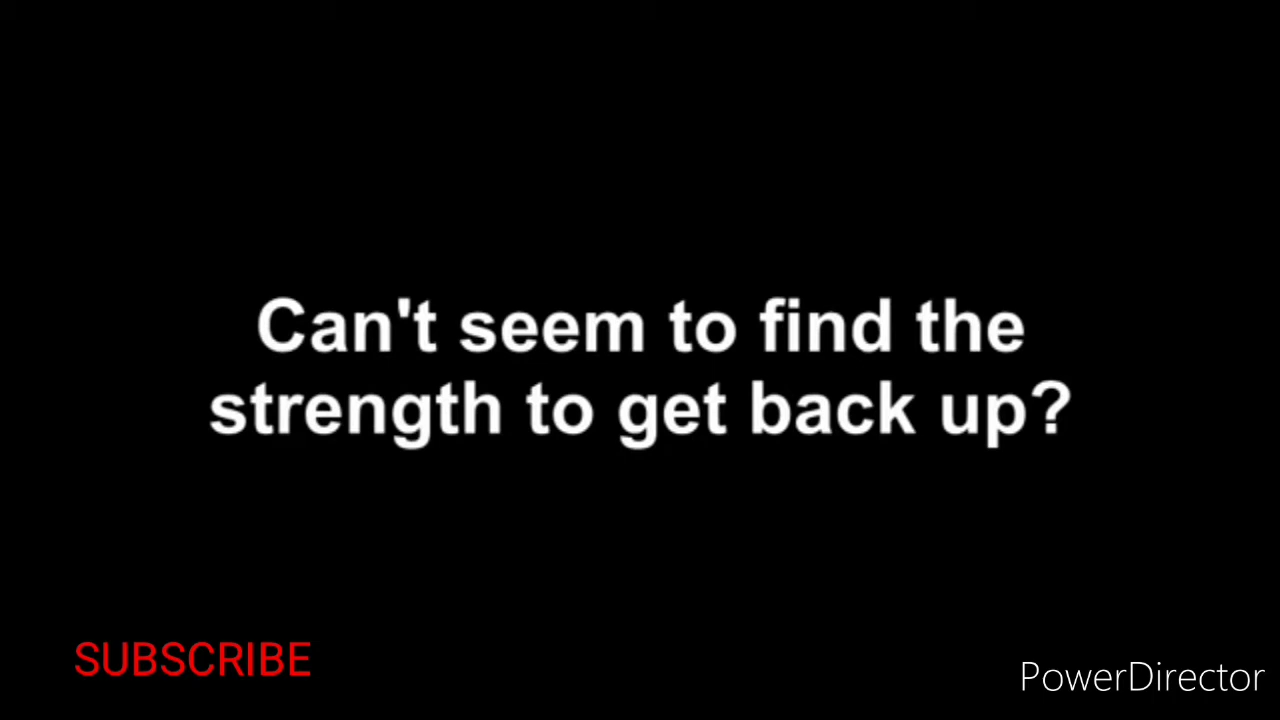 Can't seem to find the
strength to get back up?
SUBSCRIBE
PowerDirector